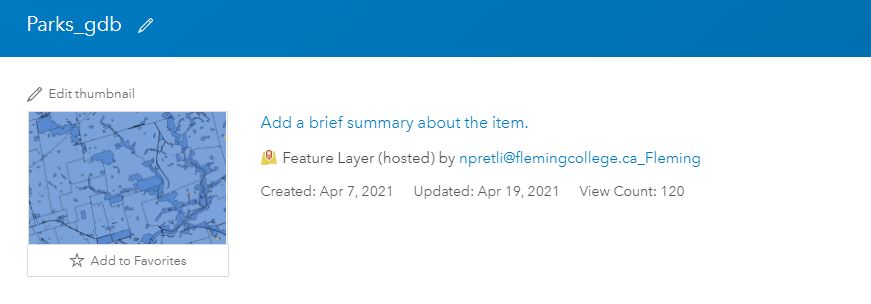 Parks_gdb
Edit thumbnail
Add a brief summary about the item.
Feature Layer (hosted) by npretli@flemingcollege.ca_Fleming
Created: Apr 7, 2021 Updated: Apr 19, 2021 View Count: 120
Add to Favorites